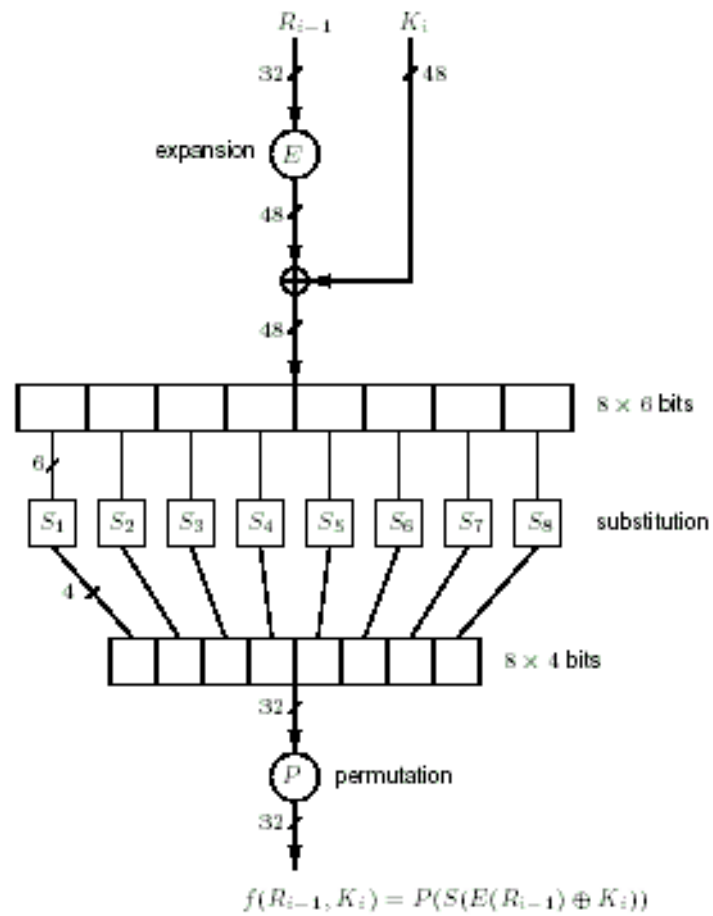 R_{i−1} K_i
32 48
expansion E
48
48
8 × 6 bits
6
S_1 S_2 S_3 S_4 S_5 S_6 S_7 S_8 substitution
4
8 × 4 bits
32
P permutation
32
f(R_{i−1}, K_i) = P(S(E(R_{i−1}) ⊕ K_i))